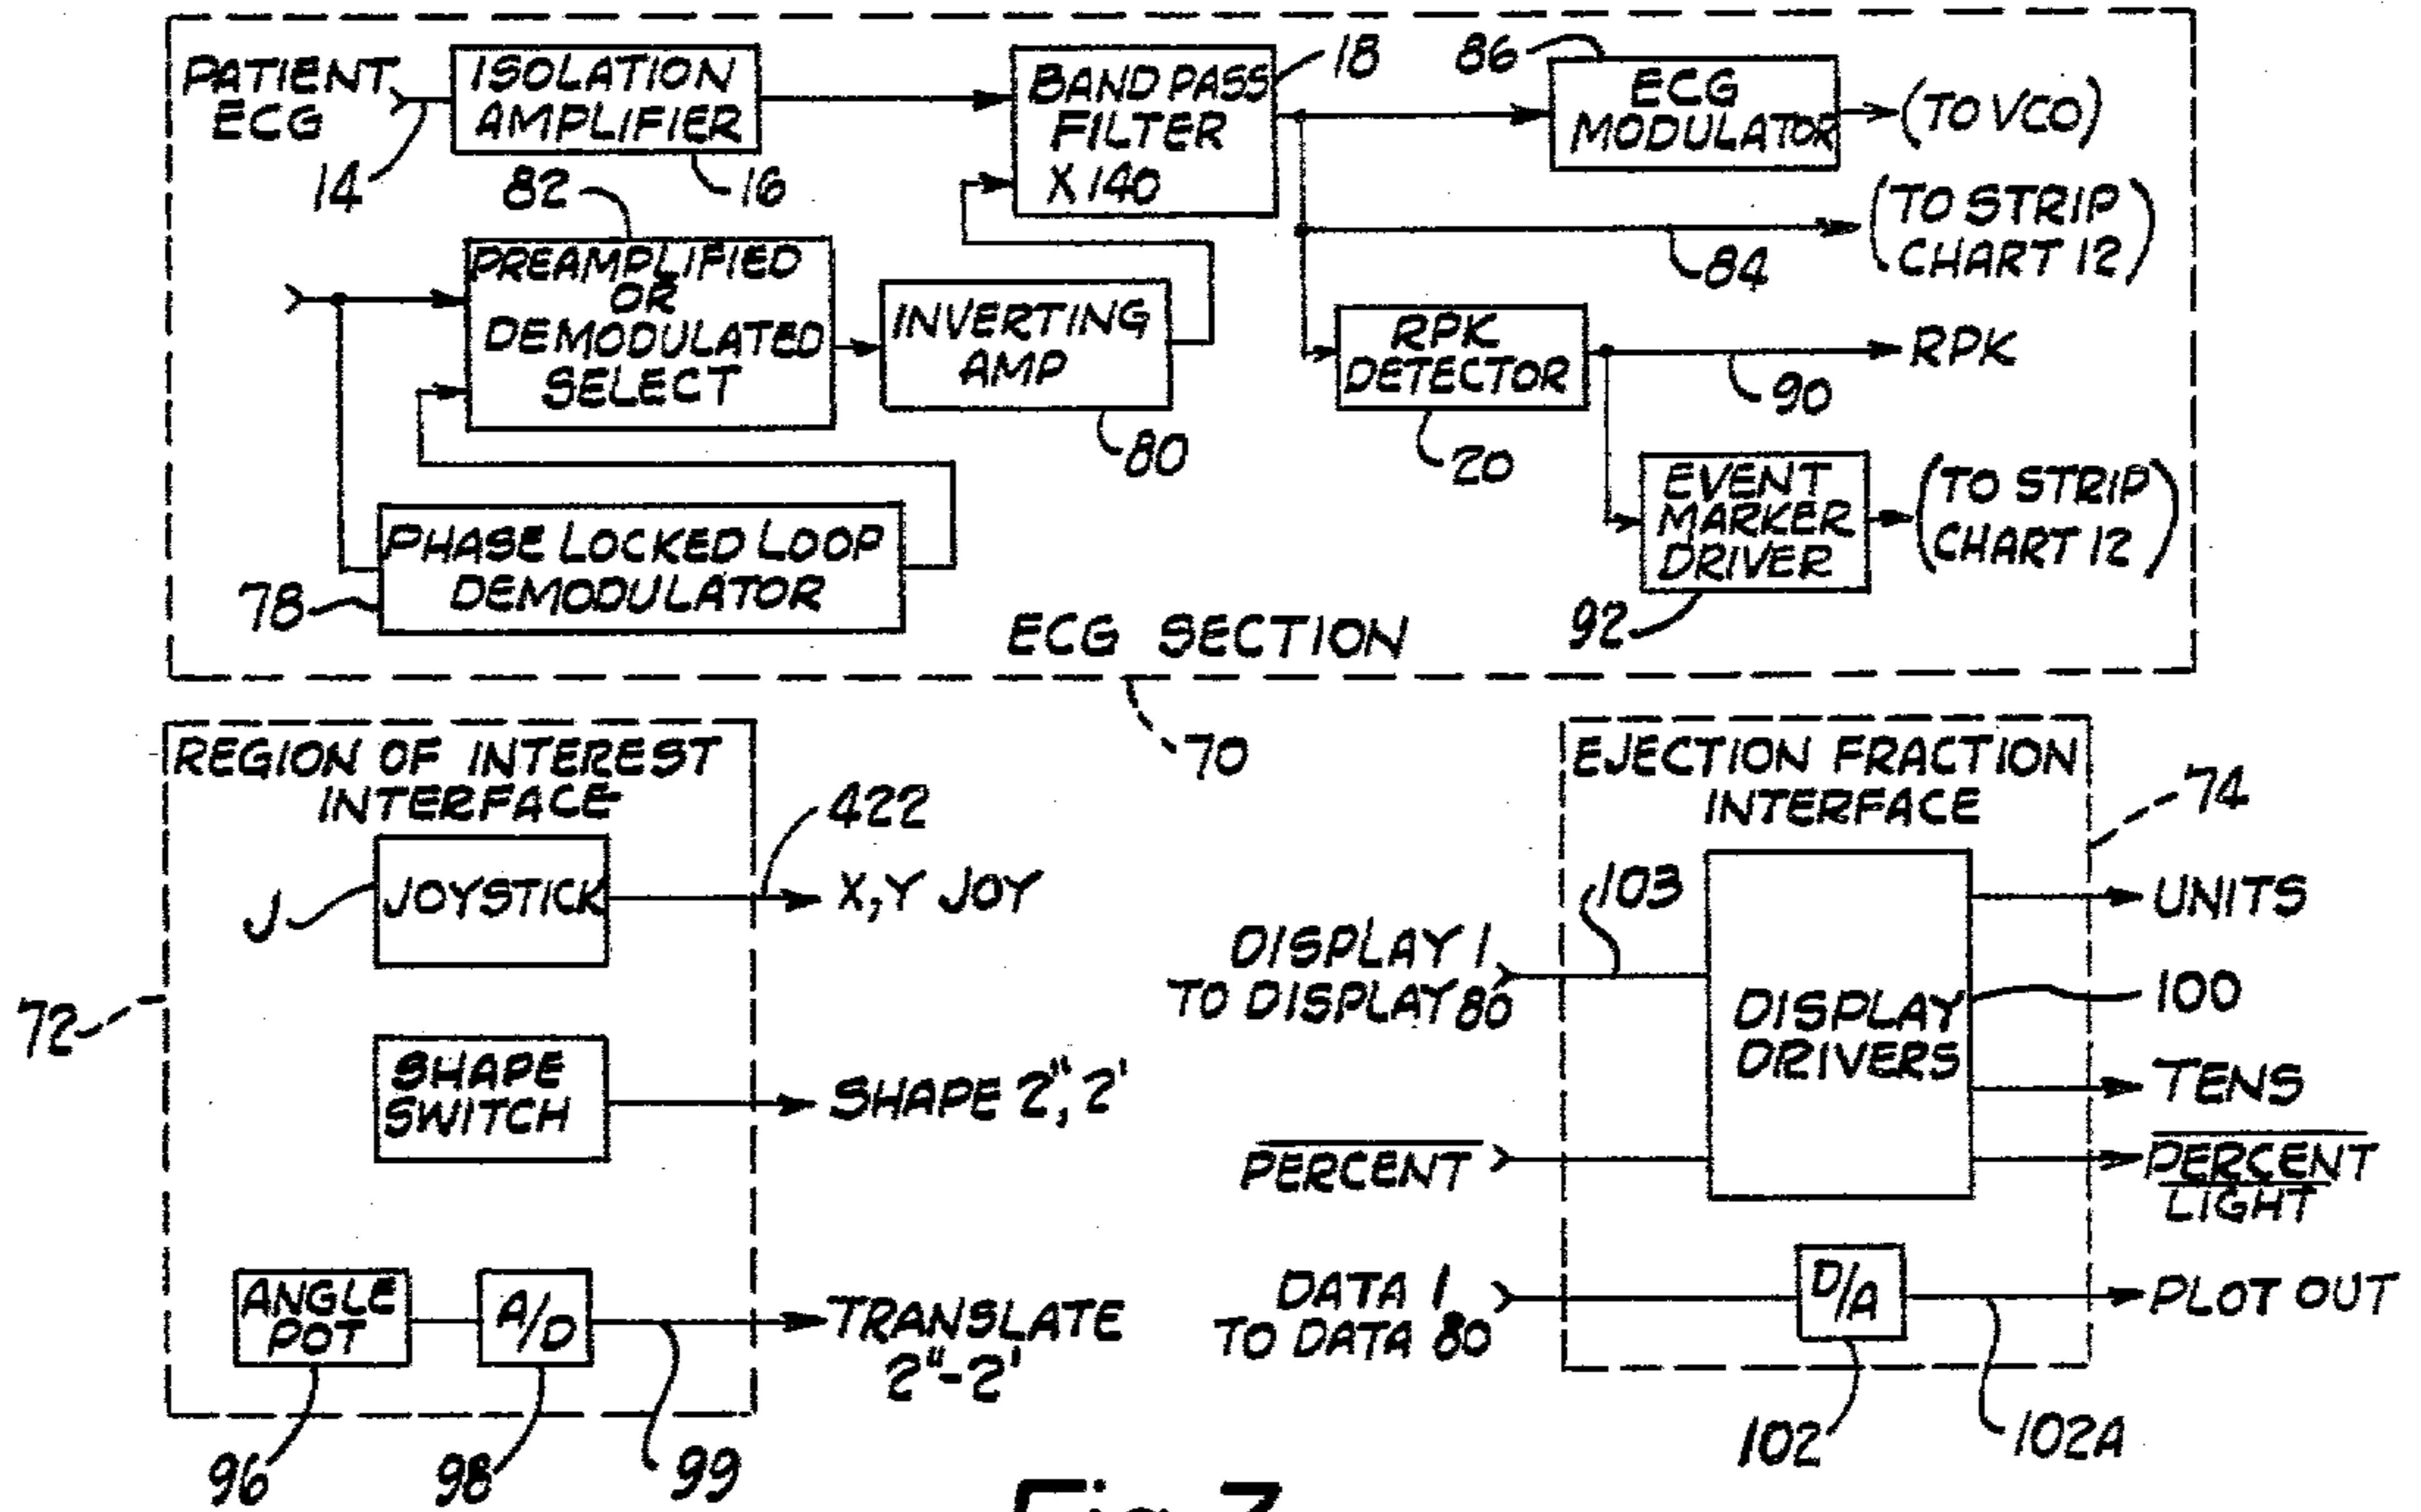 PATIENT
ECG
14
ISOLATION
AMPLIFIER
16
BAND PASS
FILTER
X 140
18
86
ECG
MODULATOR
(TO VCO)
82
PREAMPLIFIED
OR
DEMODULATED
SELECT
INVERTING
AMP
80
84
(TO STRIP
CHART 12)
RPK
DETECTOR
20
90
RPK
EVENT
MARKER
DRIVER
92
(TO STRIP
CHART 12)
PHASE LOCKED LOOP
DEMODULATOR
78
ECG SECTION
70
REGION OF INTEREST
INTERFACE
JOYSTICK
J
422
X,Y JOY
72
SHAPE
SWITCH
SHAPE 2", 2'
ANGLE
POT
A/D
TRANSLATE
2"-2'
96
98
99
EJECTION FRACTION
INTERFACE
74
103
DISPLAY 1
TO DISPLAY 80
DISPLAY
DRIVERS
UNITS
100
TENS
PERCENT
PERCENT
LIGHT
DATA 1
TO DATA 80
D/A
PLOT OUT
102
102A